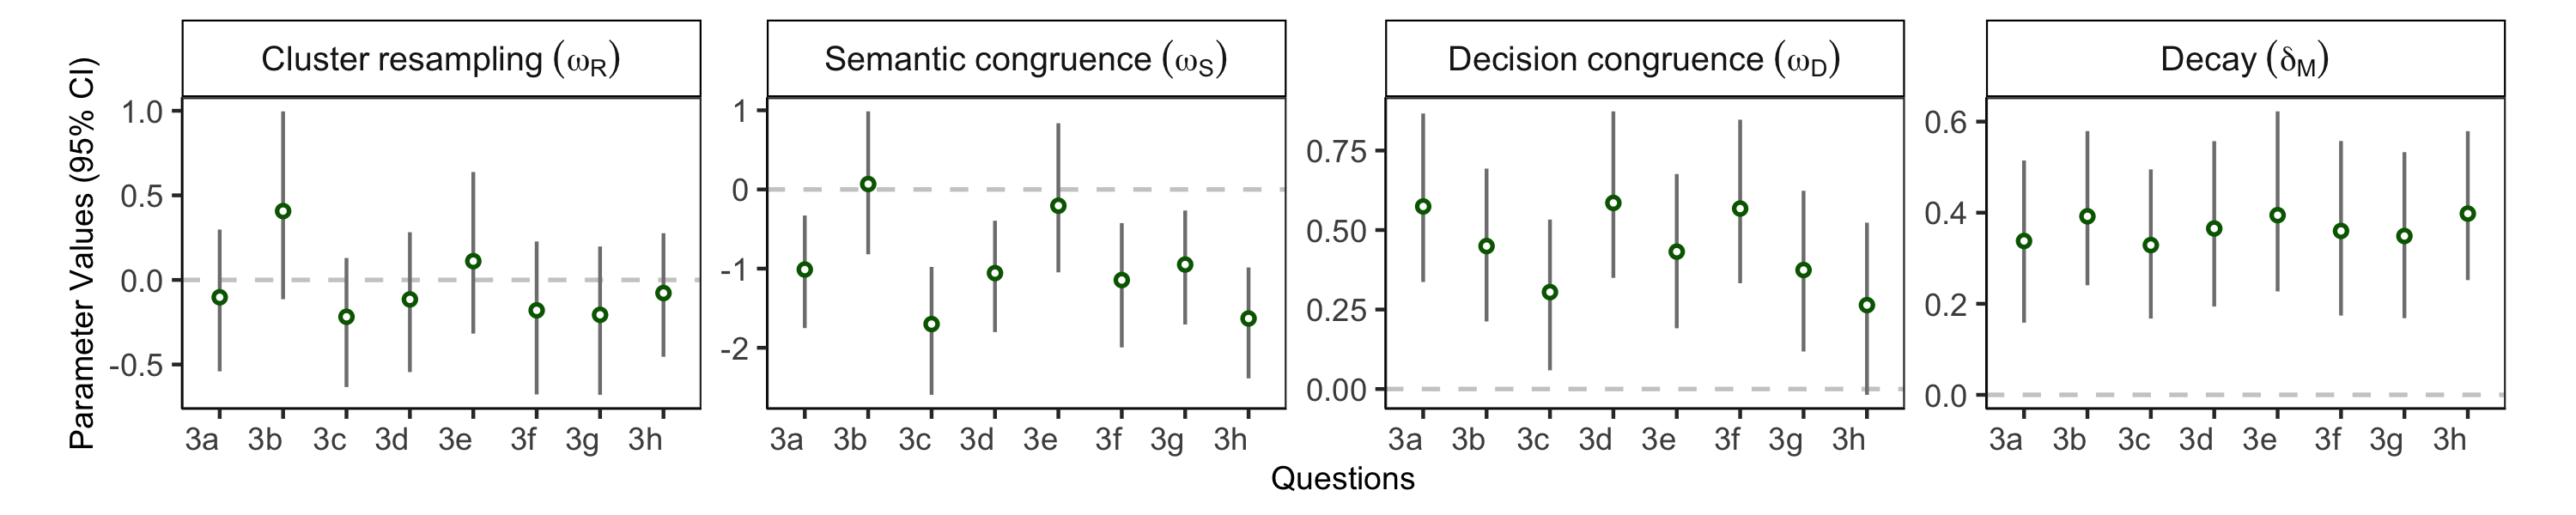 Cluster resampling (ωR)
Semantic congruence (ωS)
Decision congruence (ωD)
Decay (δM)
Parameter Values (95% CI)
1.0
0.5
0.0
-0.5
3a 3b 3c 3d 3e 3f 3g 3h
1
0
-1
-2
3a 3b 3c 3d 3e 3f 3g 3h
0.75
0.50
0.25
0.00
3a 3b 3c 3d 3e 3f 3g 3h
0.6
0.4
0.2
0.0
3a 3b 3c 3d 3e 3f 3g 3h
Questions